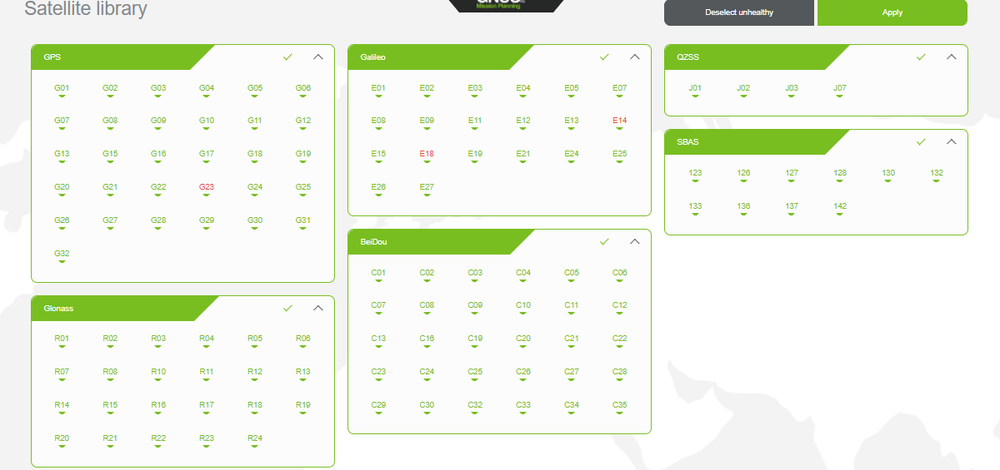 Satellite library
Mission Planning
Deselect unhealthy
Apply
GPS
G01 G02 G03 G04 G05 G06
G07 G08 G09 G10 G11 G12
G13 G15 G16 G17 G18 G19
G20 G21 G22 G23 G24 G25
G26 G27 G28 G29 G30 G31
G32
Glonass
R01 R02 R03 R04 R05 R06
R07 R08 R10 R11 R12 R13
R14 R15 R16 R17 R18 R19
R20 R21 R22 R23 R24
Galileo
E01 E02 E03 E04 E05 E07
E08 E09 E11 E12 E13 E14
E15 E18 E19 E21 E24 E25
E26 E27
BeiDou
C01 C02 C03 C04 C05 C06
C07 C08 C09 C10 C11 C12
C13 C16 C19 C20 C21 C22
C23 C24 C25 C26 C27 C28
C29 C30 C32 C33 C34 C35
QZSS
J01 J02 J03 J07
SBAS
123 126 127 128 130 132
133 136 137 142